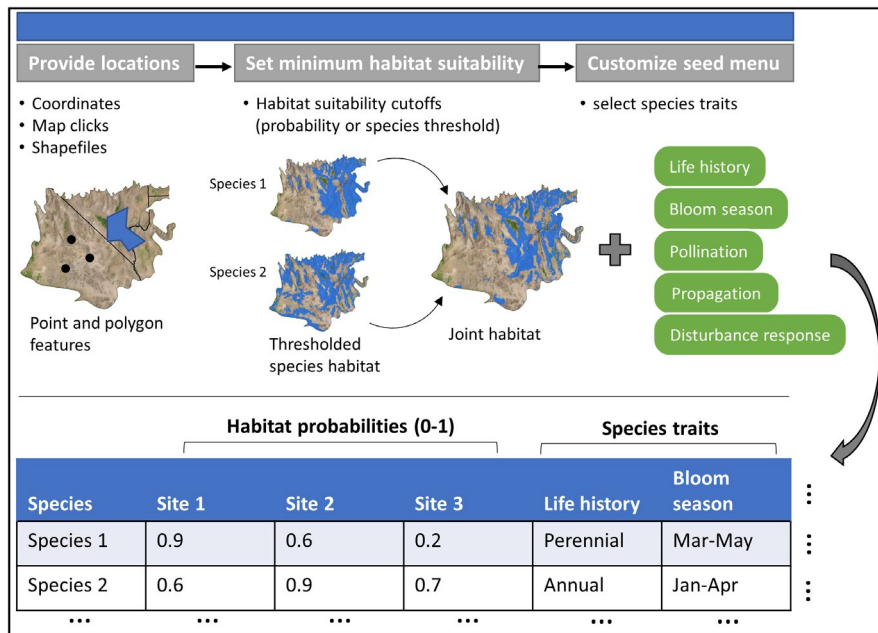 Provide locations
Set minimum habitat suitability
Customize seed menu
• Coordinates
• Map clicks
• Shapefiles
• Habitat suitability cutoffs
(probability or species threshold)
• select species traits
Species 1
Species 2
Point and polygon
features
Thresholded
species habitat
Joint habitat
Life history
Bloom season
Pollination
Propagation
Disturbance response
Habitat probabilities (0-1)
Species traits
Species Site 1 Site 2 Site 3 Life history Bloom
season
Species 1 0.9 0.6 0.2 Perennial Mar-May
Species 2 0.6 0.9 0.7 Annual Jan-Apr
... ... ... ... ... ...